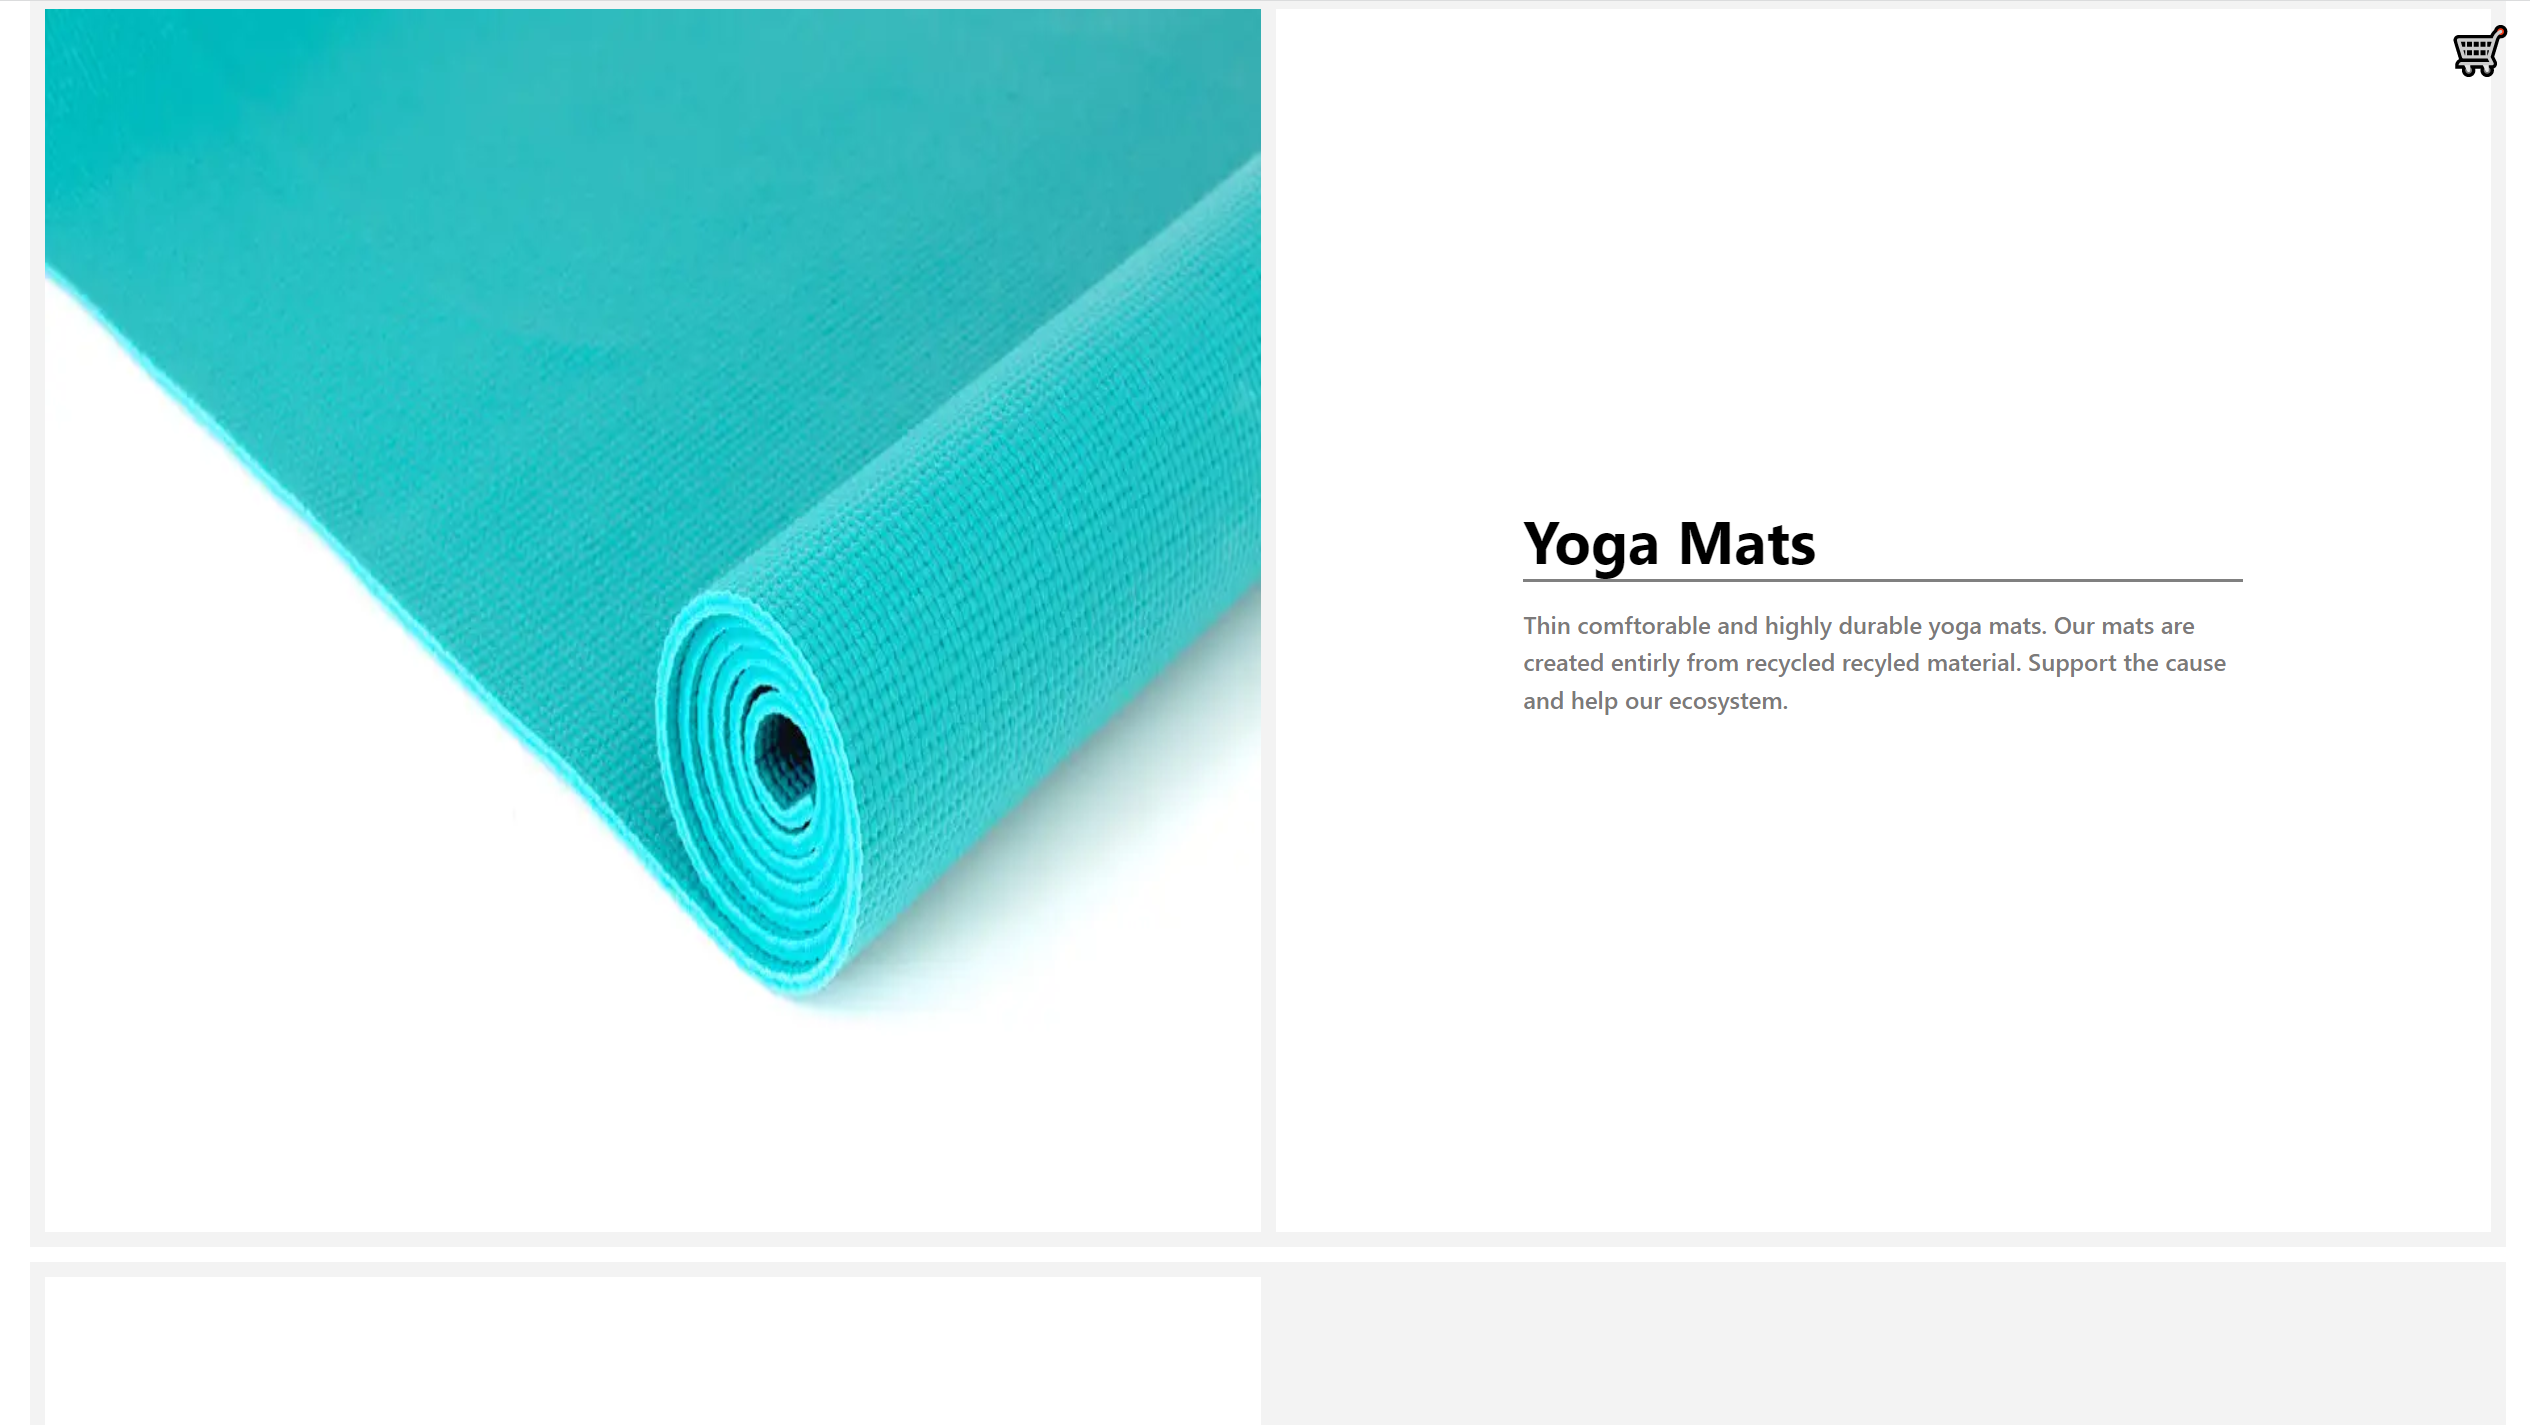 Yoga Mats
Thin comftorable and highly durable yoga mats. Our mats are
created entirly from recycled recyled material. Support the cause
and help our ecosystem.